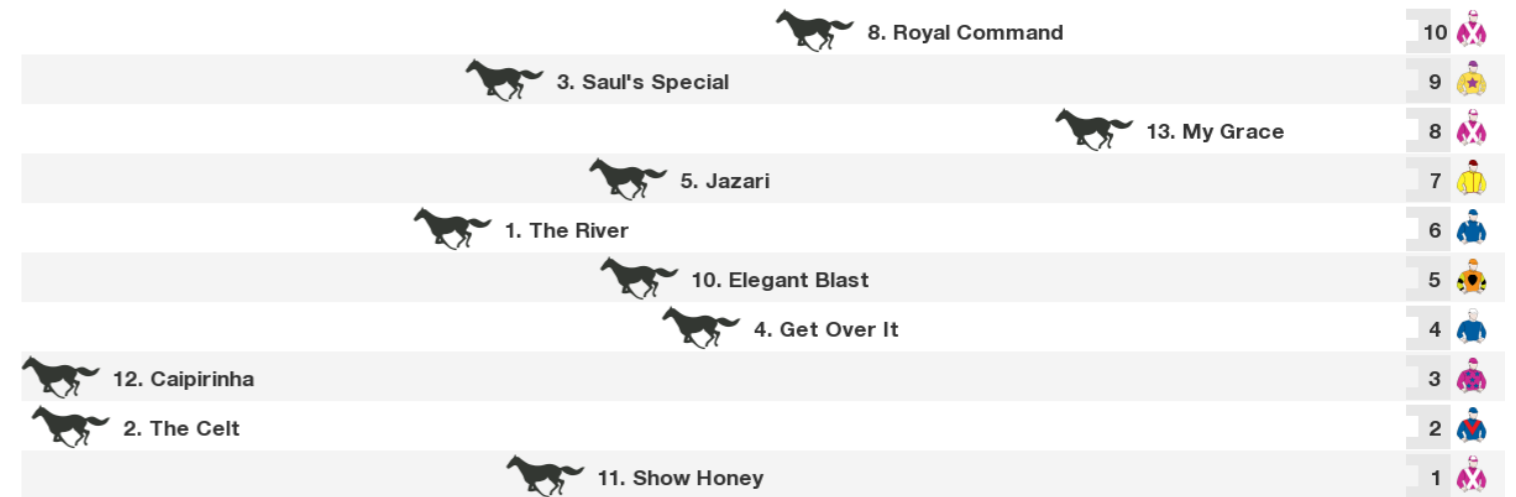 8. Royal Command 10
3. Saul's Special 9
13. My Grace 8
5. Jazari 7
1. The River 6
10. Elegant Blast 5
4. Get Over It 4
12. Caipirinha 3
2. The Celt 2
11. Show Honey 1